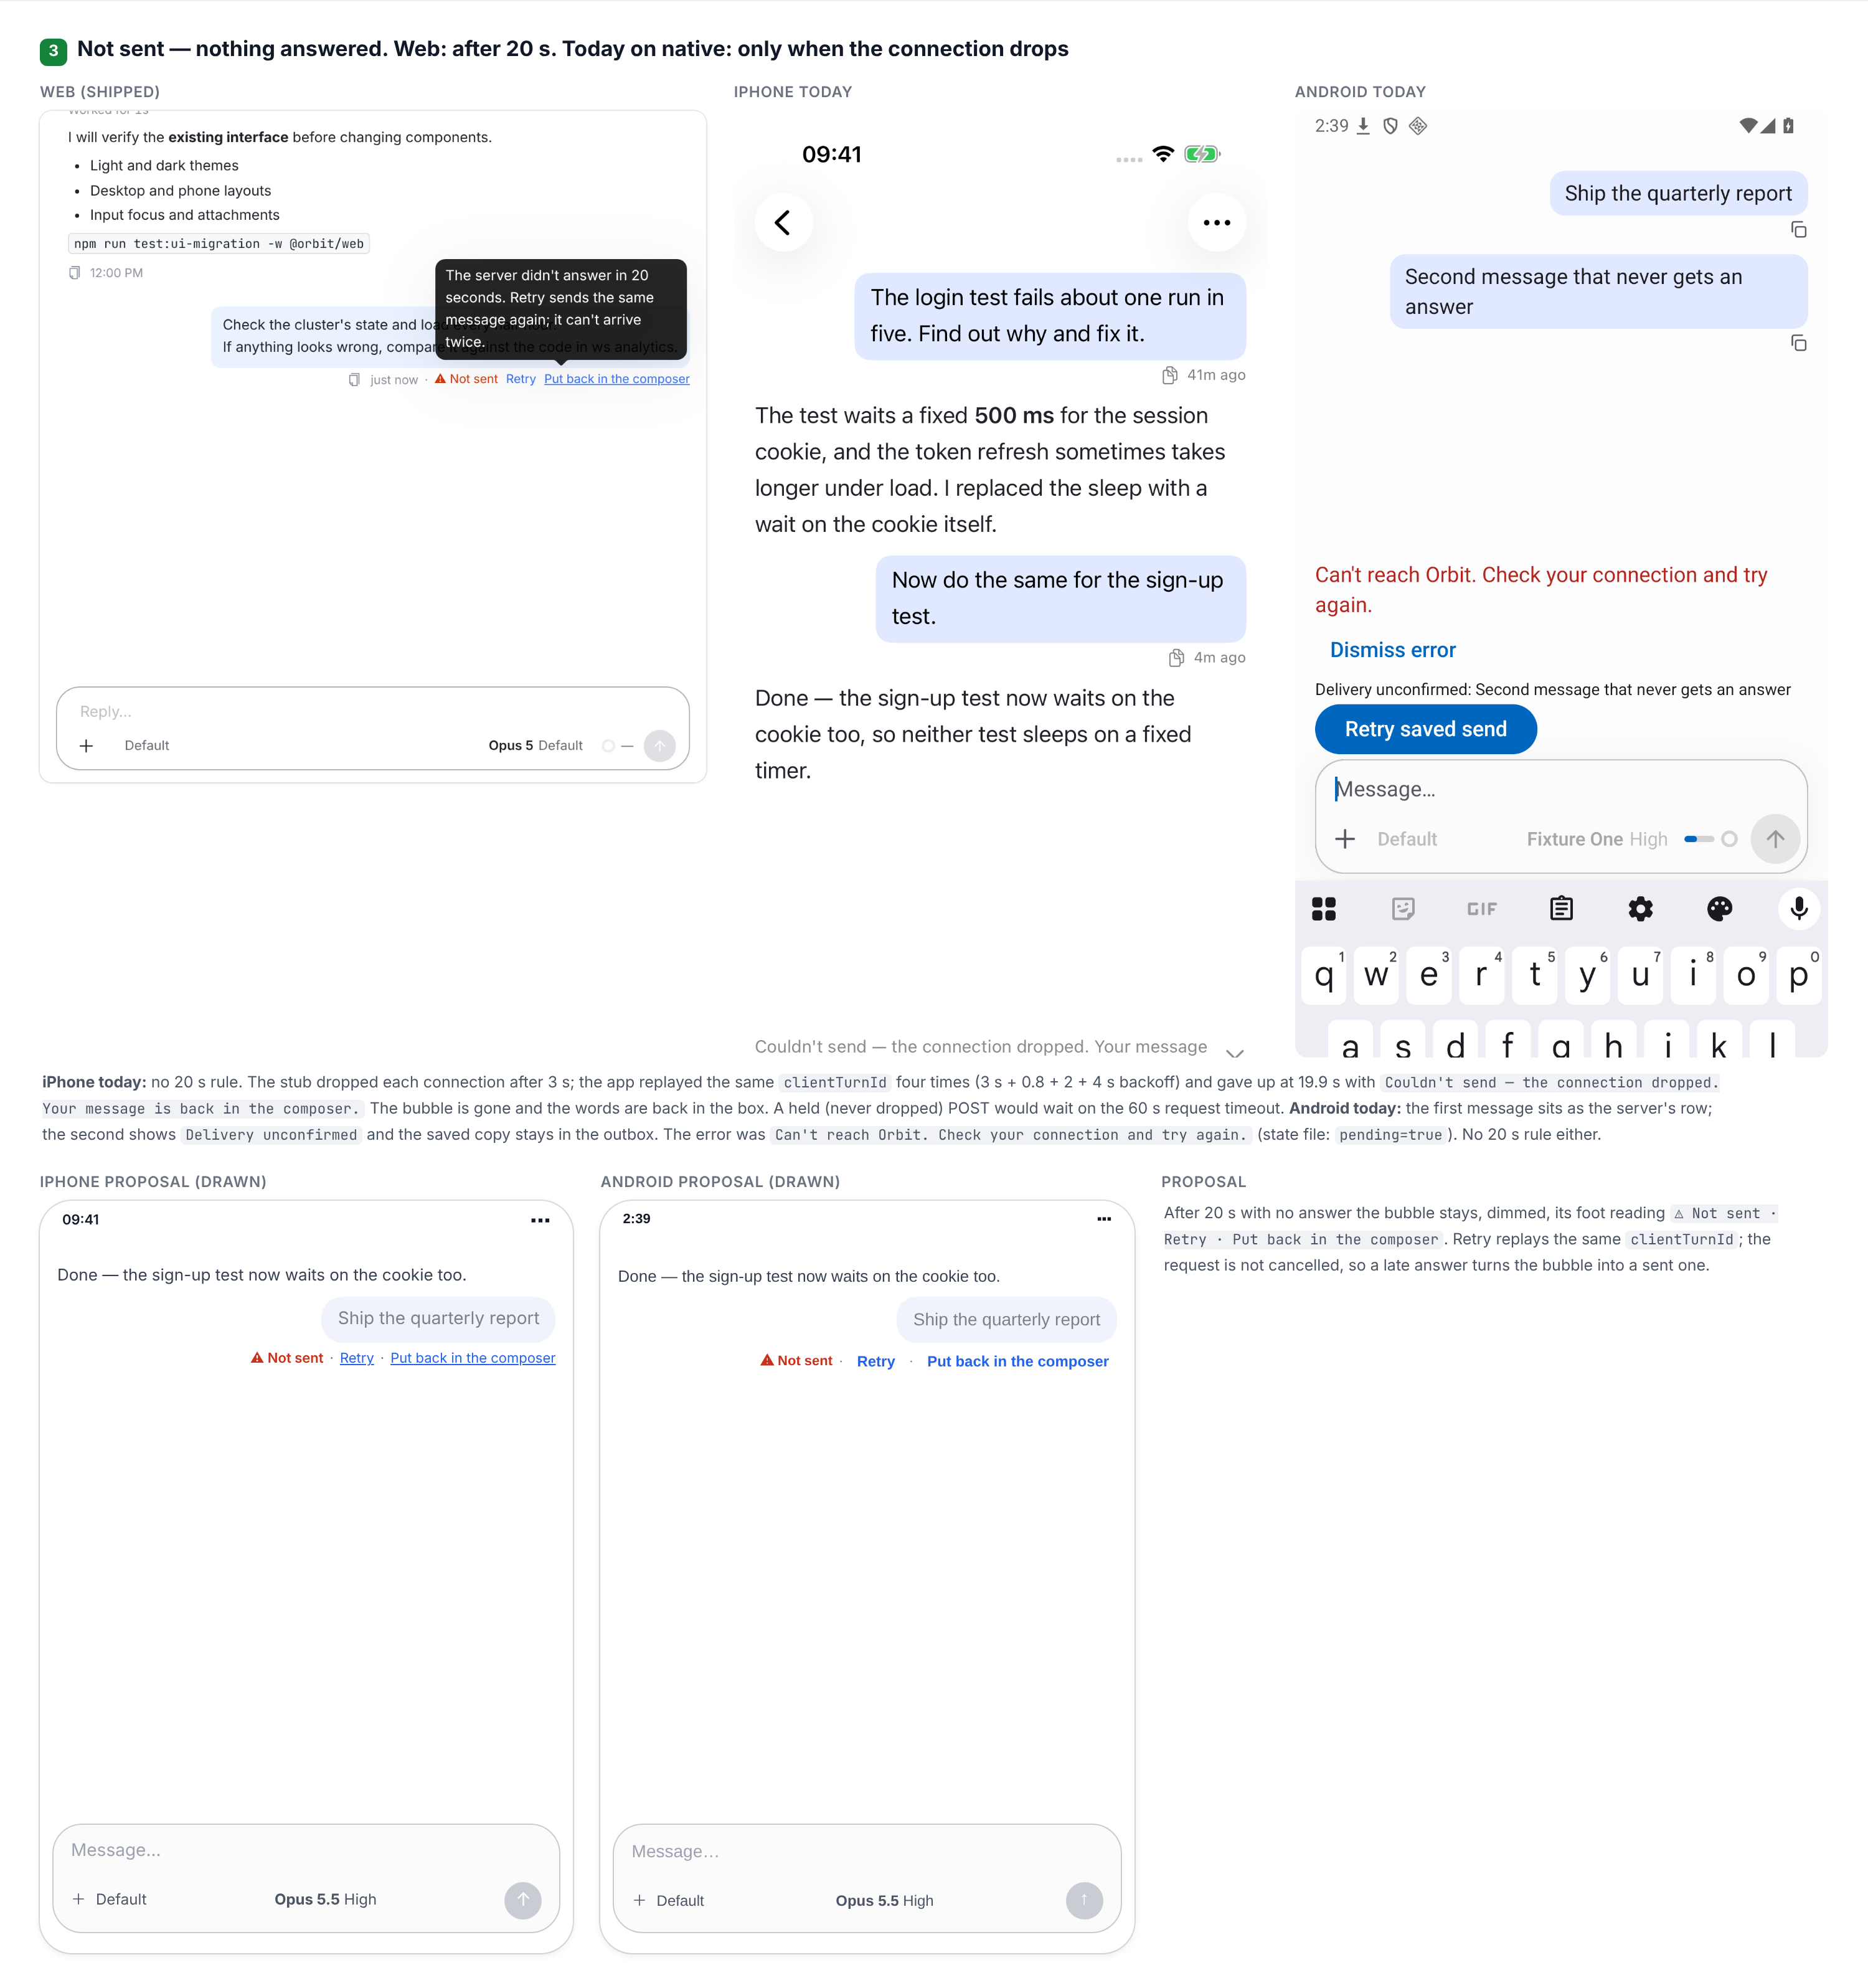 3 Not sent — nothing answered. Web: after 20 s. Today on native: only when the connection drops
WEB (SHIPPED)
I will verify the existing interface before changing components.
• Light and dark themes
• Desktop and phone layouts
• Input focus and attachments
npm run test:ui-migration -w @orbit/web
12:00 PM
The server didn't answer in 20
seconds. Retry sends the same
message again; it can't arrive
twice.
Check the cluster's state and load every
If anything looks wrong, compare it against the code in ws analytics.
just now · Not sent Retry Put back in the composer
Reply...
+ Default Opus 5 Default
IPHONE TODAY
09:41
The login test fails about one run in
five. Find out why and fix it.
41m ago
The test waits a fixed 500 ms for the session
cookie, and the token refresh sometimes takes
longer under load. I replaced the sleep with a
wait on the cookie itself.
Now do the same for the sign-up
test.
4m ago
Done — the sign-up test now waits on the
cookie too, so neither test sleeps on a fixed
timer.
Couldn't send — the connection dropped. Your message
ANDROID TODAY
2:39
Ship the quarterly report
Second message that never gets an
answer
Can't reach Orbit. Check your connection and try
again.
Dismiss error
Delivery unconfirmed: Second message that never gets an answer
Retry saved send
Message...
+ Default Fixture One High
GIF
q1 w2 e3 r4 t5 y6 u7 i8 o9 p0
a s d f g h j k l
iPhone today: no 20 s rule. The stub dropped each connection after 3 s; the app replayed the same clientTurnId four times (3 s + 0.8 + 2 + 4 s backoff) and gave up at 19.9 s with Couldn't send — the connection dropped.
Your message is back in the composer. The bubble is gone and the words are back in the box. A held (never dropped) POST would wait on the 60 s request timeout. Android today: the first message sits as the server's row;
the second shows Delivery unconfirmed and the saved copy stays in the outbox. The error was Can't reach Orbit. Check your connection and try again. (state file: pending=true). No 20 s rule either.
IPHONE PROPOSAL (DRAWN)
09:41
Done — the sign-up test now waits on the cookie too.
Ship the quarterly report
Not sent · Retry · Put back in the composer
Message...
+ Default Opus 5.5 High
ANDROID PROPOSAL (DRAWN)
2:39
Done — the sign-up test now waits on the cookie too.
Ship the quarterly report
Not sent · Retry · Put back in the composer
Message...
+ Default Opus 5.5 High
PROPOSAL
After 20 s with no answer the bubble stays, dimmed, its foot reading ⚠ Not sent ·
Retry · Put back in the composer. Retry replays the same clientTurnId; the
request is not cancelled, so a late answer turns the bubble into a sent one.